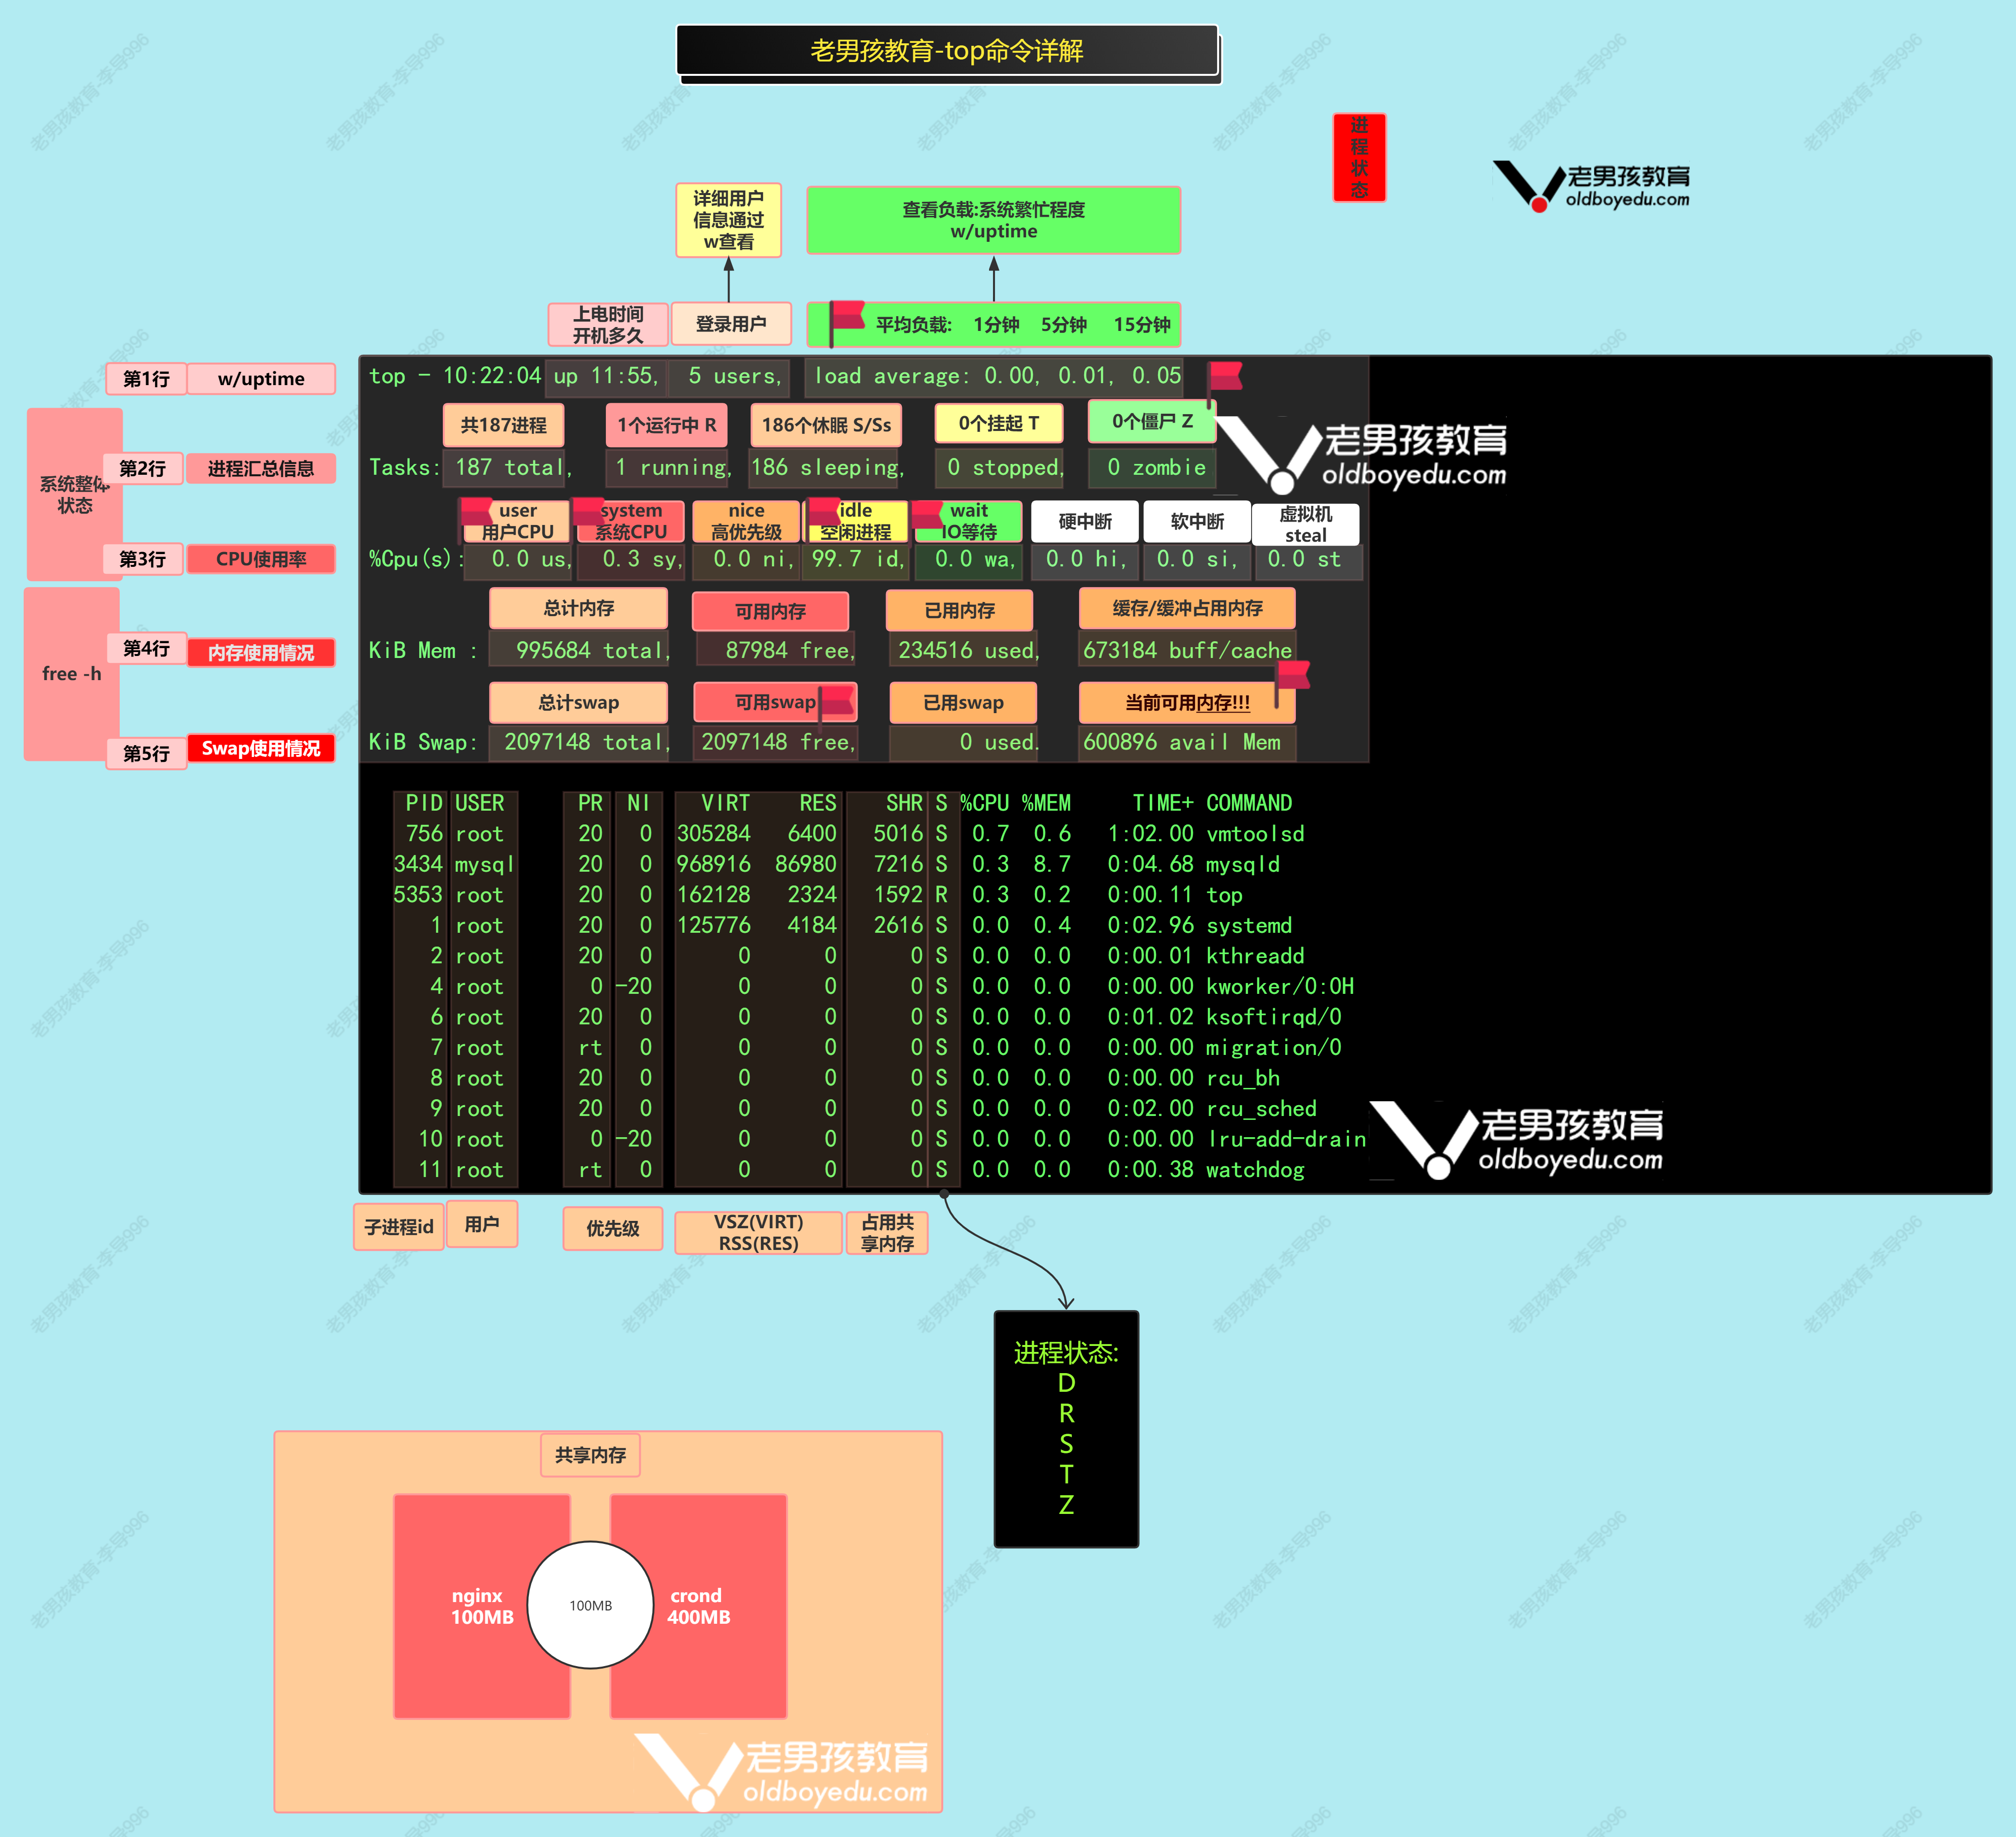 老男孩教育-top命令详解
进程状态
老男孩教育
oldboyedu.com
详细用户
信息通过
w查看
查看负载:系统繁忙程度
w/uptime
上电时间
开机多久
登录用户
平均负载: 1分钟 5分钟 15分钟
第1行 w/uptime
top - 10:22:04 up 11:55, 5 users, load average: 0.00, 0.01, 0.05
共187进程 1个运行中 R 186个休眠 S/Ss 0个挂起 T 0个僵尸 Z
老男孩教育
oldboyedu.com
系统整体
状态
第2行 进程汇总信息
Tasks: 187 total, 1 running, 186 sleeping, 0 stopped, 0 zombie
user
用户CPU
system
系统CPU
nice
高优先级
idle
空闲进程
wait
IO等待
硬中断
软中断
虚拟机
steal
第3行 CPU使用率
%Cpu(s): 0.0 us, 0.3 sy, 0.0 ni, 99.7 id, 0.0 wa, 0.0 hi, 0.0 si, 0.0 st
总计内存 可用内存 已用内存 缓存/缓冲占用内存
free -h
第4行 内存使用情况
KiB Mem : 995684 total, 87984 free, 234516 used, 673184 buff/cache
总计swap 可用swap 已用swap 当前可用内存!!!
第5行 Swap使用情况
KiB Swap: 2097148 total, 2097148 free, 0 used. 600896 avail Mem
PID USER PR NI VIRT RES SHR S %CPU %MEM TIME+ COMMAND
756 root 20 0 305284 6400 5016 S 0.7 0.6 1:02.00 vmtoolsd
3434 mysql 20 0 968916 86980 7216 S 0.3 8.7 0:04.68 mysqld
5353 root 20 0 162128 2324 1592 R 0.3 0.2 0:00.11 top
1 root 20 0 125776 4184 2616 S 0.0 0.4 0:02.96 systemd
2 root 20 0 0 0 0 S 0.0 0.0 0:00.01 kthreadd
4 root 0 -20 0 0 0 S 0.0 0.0 0:00.00 kworker/0:0H
6 root 20 0 0 0 0 S 0.0 0.0 0:01.02 ksoftirqd/0
7 root rt 0 0 0 0 S 0.0 0.0 0:00.00 migration/0
8 root 20 0 0 0 0 S 0.0 0.0 0:00.00 rcu_bh
9 root 20 0 0 0 0 S 0.0 0.0 0:02.00 rcu_sched
10 root 0 -20 0 0 0 S 0.0 0.0 0:00.00 lru-add-drain
11 root rt 0 0 0 0 S 0.0 0.0 0:00.38 watchdog
老男孩教育
oldboyedu.com
子进程id
用户
优先级
VSZ(VIRT)
RSS(RES)
占用共
享内存
进程状态:
D
R
S
T
Z
共享内存
nginx
100MB
100MB
crond
400MB
老男孩教育
oldboyedu.com
老男孩教育-李导996